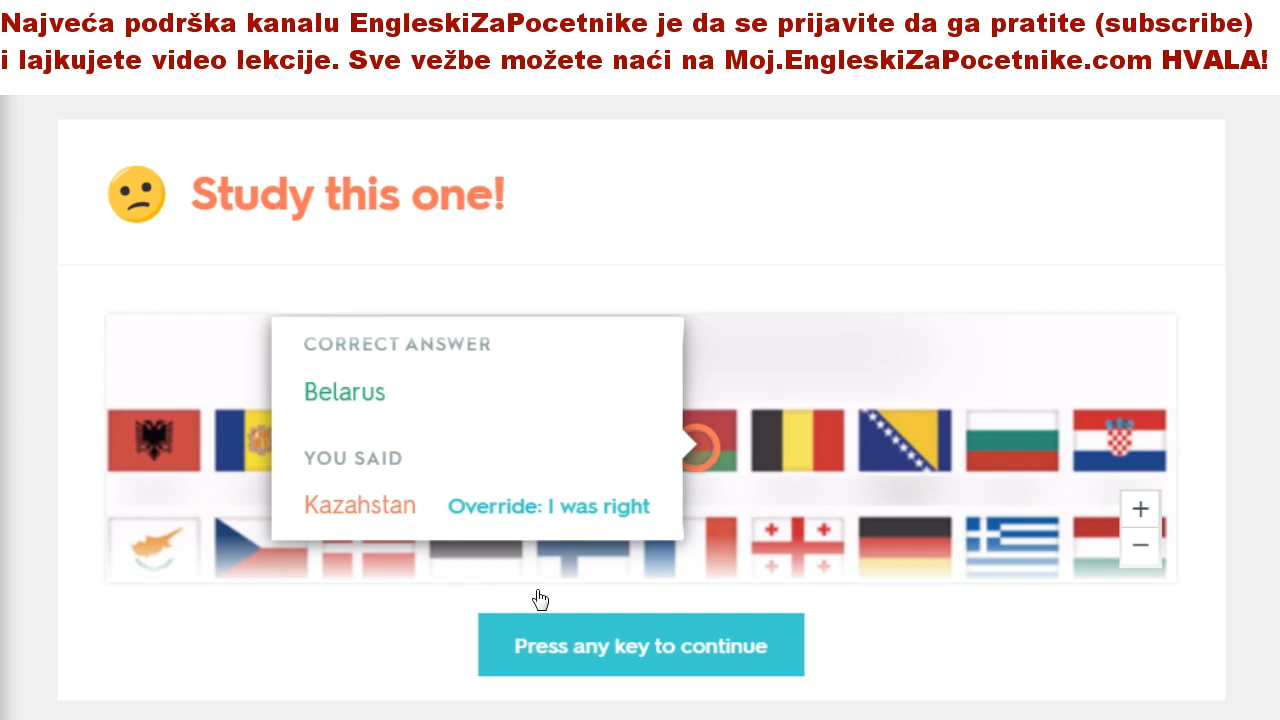 Najveća podrška kanalu EngleskiZaPocetnike je da se prijavite da ga pratite (subscribe)
i lajkujete video lekcije. Sve vežbe možete naći na Moj.EngleskiZaPocetnike.com HVALA!
Study this one!
CORRECT ANSWER
Belarus
YOU SAID
Kazahstan Override: I was right
+
−
Press any key to continue